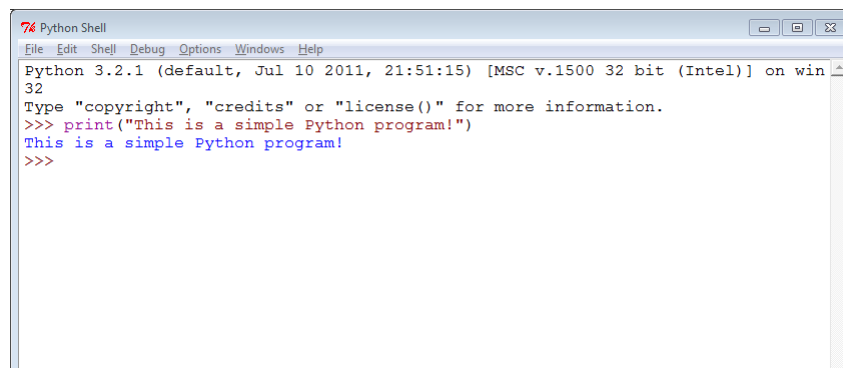 Python Shell
File Edit Shell Debug Options Windows Help
Python 3.2.1 (default, Jul 10 2011, 21:51:15) [MSC v.1500 32 bit (Intel)] on win
32
Type "copyright", "credits" or "license()" for more information.
>>> print("This is a simple Python program!")
This is a simple Python program!
>>>